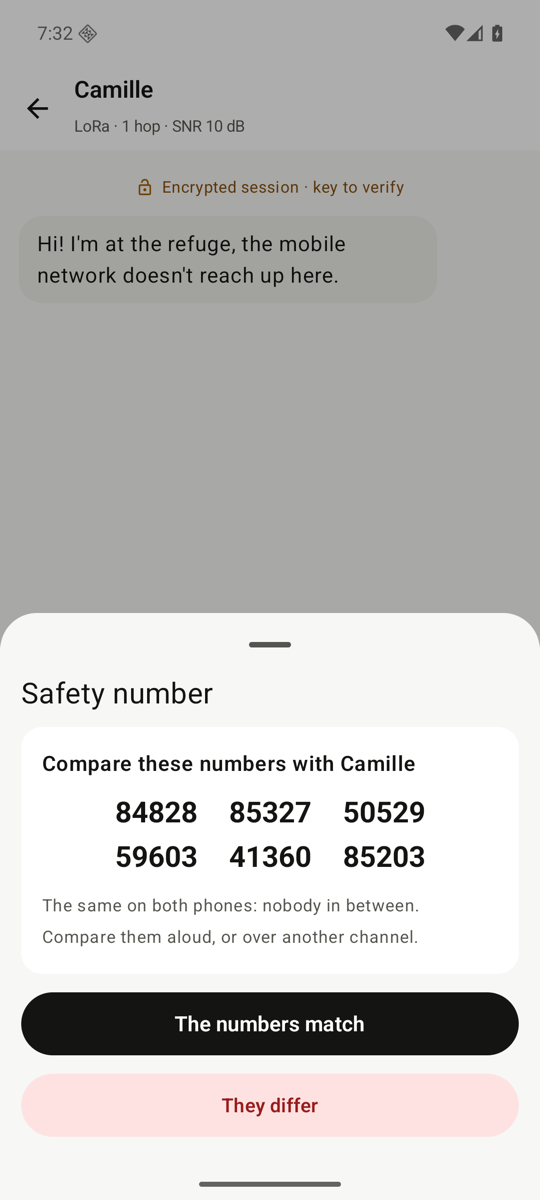 7:32
Camille
LoRa · 1 hop · SNR 10 dB
Encrypted session · key to verify
Hi! I'm at the refuge, the mobile
network doesn't reach up here.
Safety number
Compare these numbers with Camille
84828 85327 50529
59603 41360 85203
The same on both phones: nobody in between.
Compare them aloud, or over another channel.
The numbers match
They differ